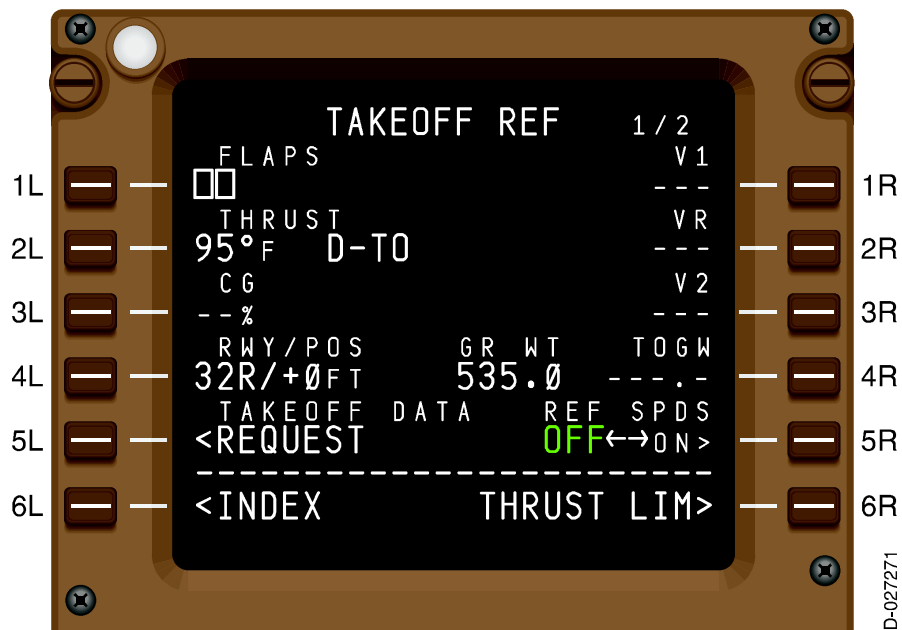 TAKEOFF REF 1/2
FLAPS V1
1L ▯▯ --- 1R
THRUST VR
2L 95°F D-TO --- 2R
CG V2
3L --% --- 3R
RWY/POS GR WT TOGW
4L 32R/+0FT 535.0 ---.- 4R
TAKEOFF DATA REF SPDS
5L <REQUEST OFF←→ON> 5R
--------------------------
6L <INDEX THRUST LIM> 6R
D-027271